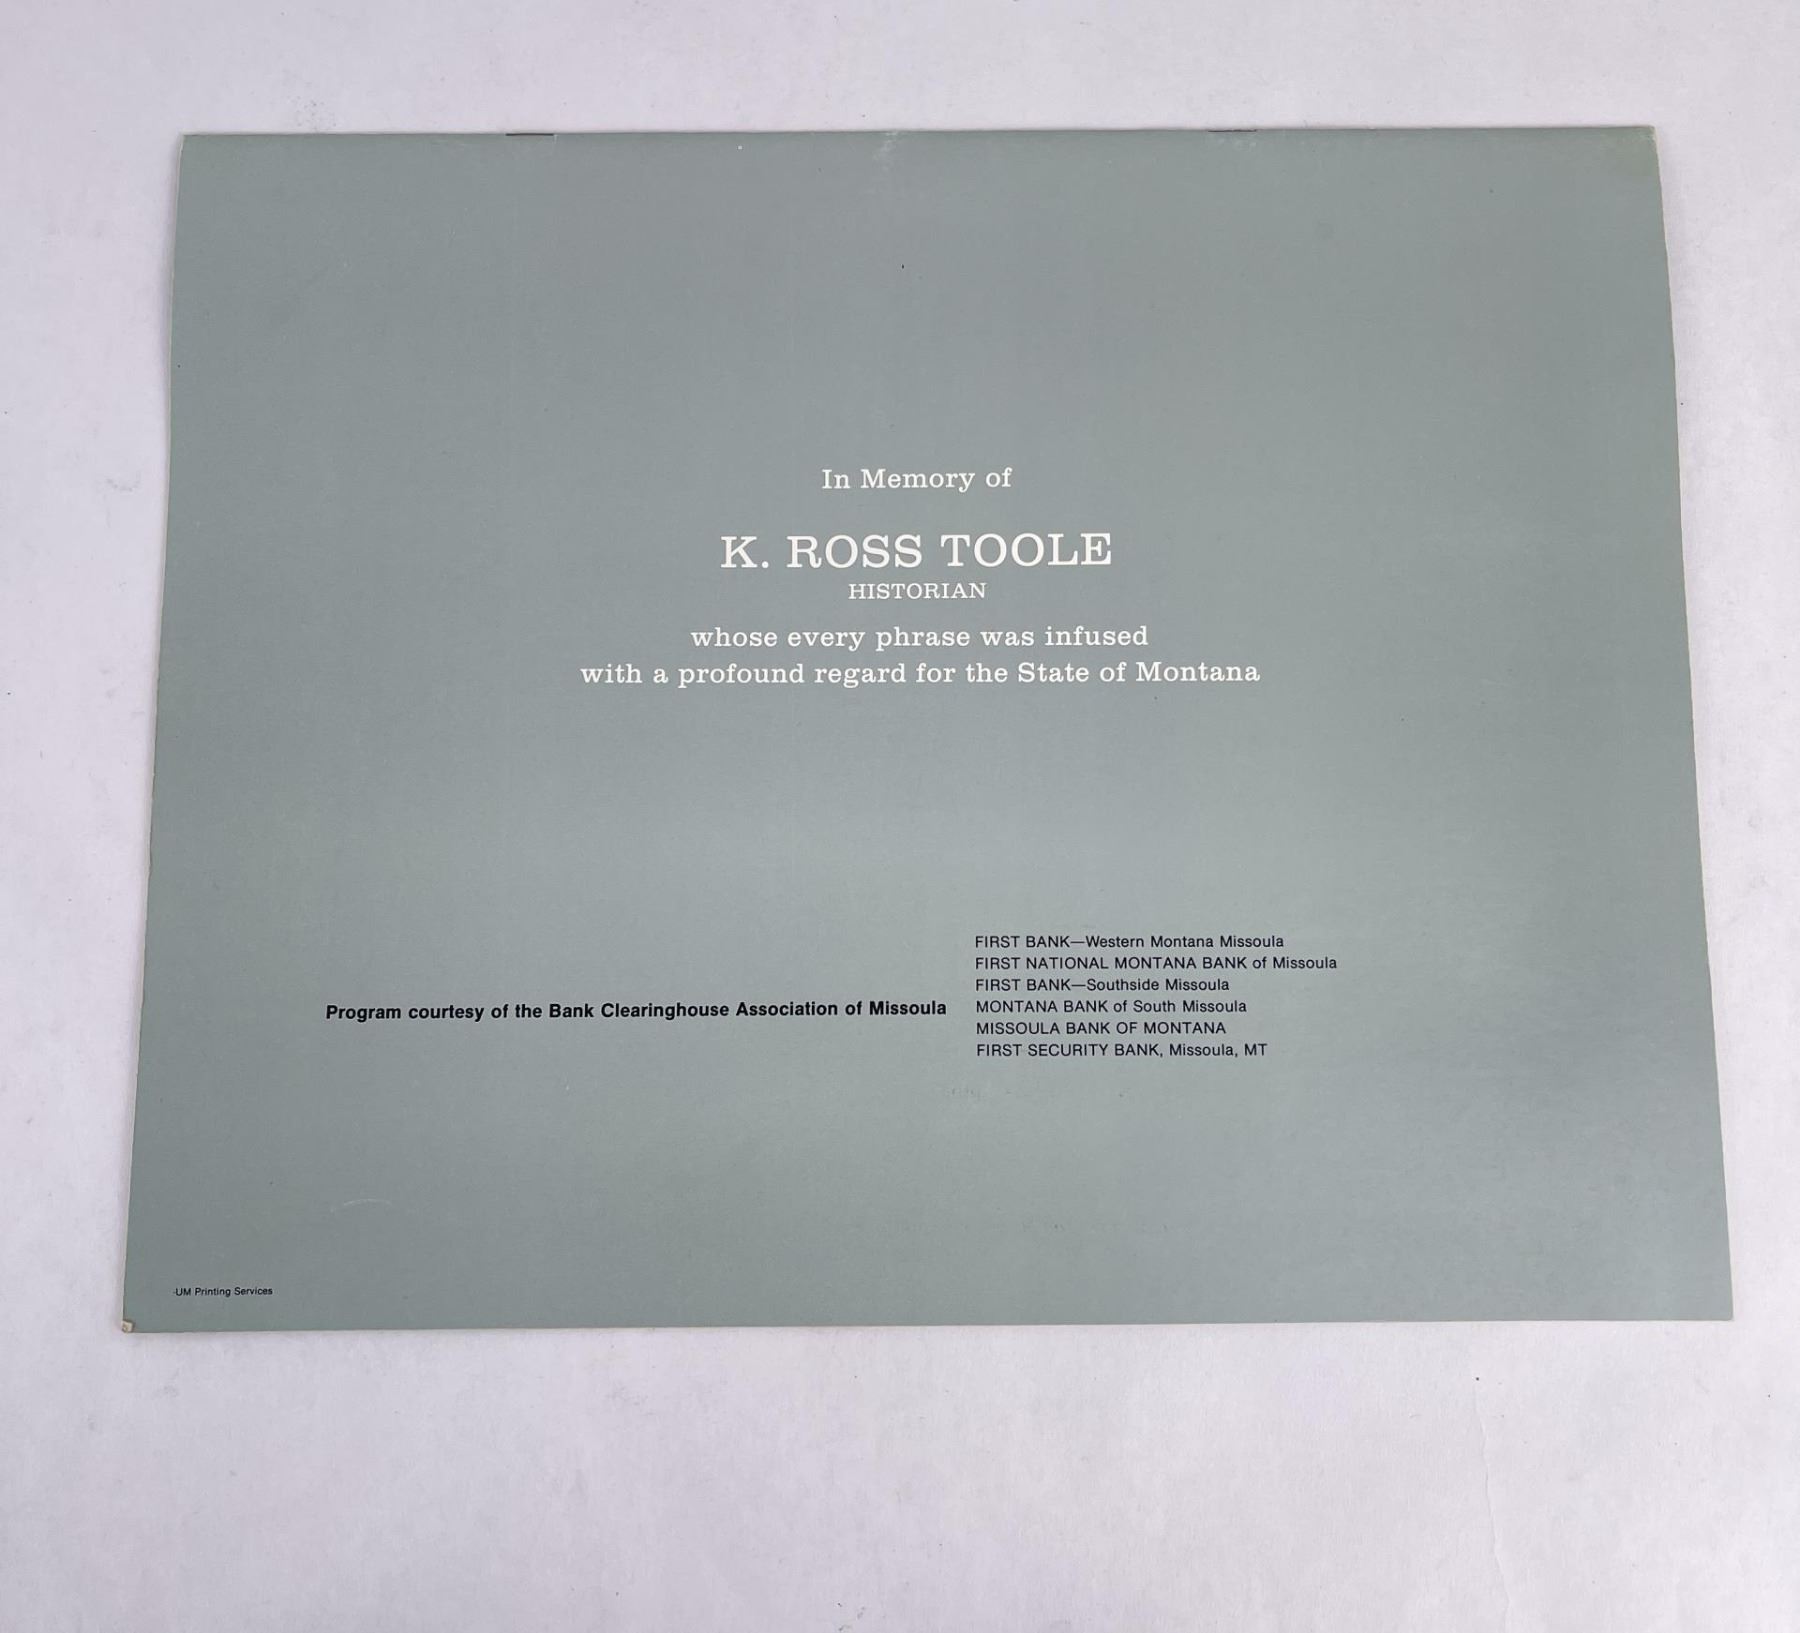 In Memory of
K. ROSS TOOLE
HISTORIAN
whose every phrase was infused
with a profound regard for the State of Montana
Program courtesy of the Bank Clearinghouse Association of Missoula
FIRST BANK—Western Montana Missoula
FIRST NATIONAL MONTANA BANK of Missoula
FIRST BANK—Southside Missoula
MONTANA BANK of South Missoula
MISSOULA BANK OF MONTANA
FIRST SECURITY BANK, Missoula, MT
UM Printing Services